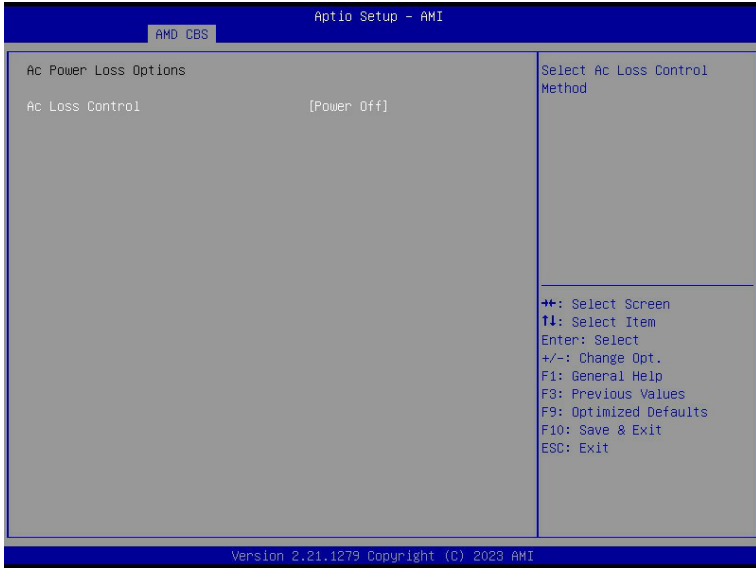 Aptio Setup - AMI
AMD CBS
Ac Power Loss Options
Ac Loss Control [Power Off]
Select Ac Loss Control
Method
→←: Select Screen
↑↓: Select Item
Enter: Select
+/-: Change Opt.
F1: General Help
F3: Previous Values
F9: Optimized Defaults
F10: Save & Exit
ESC: Exit
Version 2.21.1279 Copyright (C) 2023 AMI